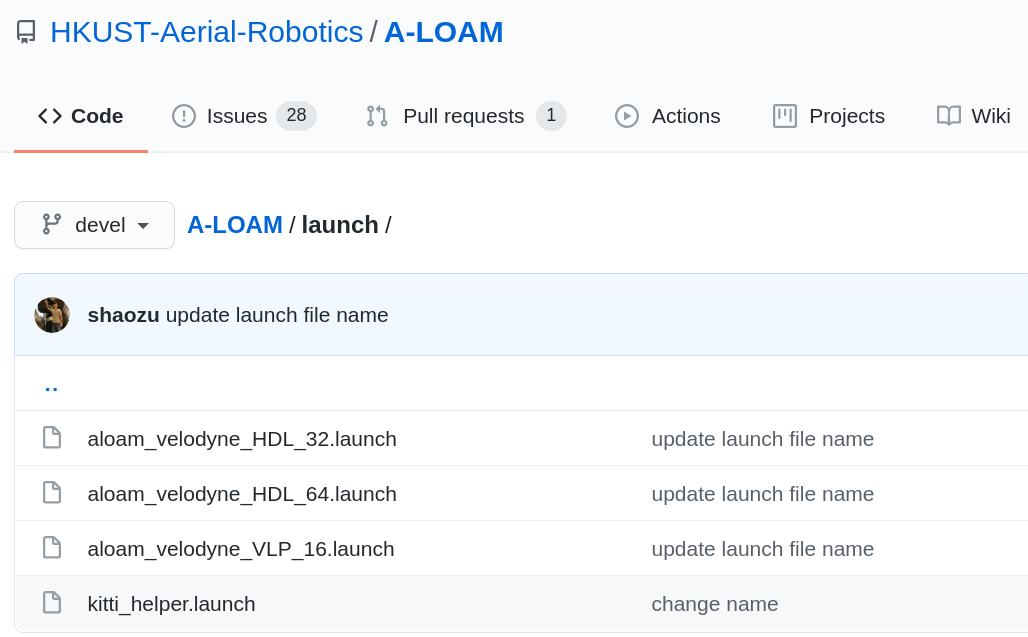 HKUST-Aerial-Robotics / A-LOAM
Code Issues 28 Pull requests 1 Actions Projects Wiki
devel A-LOAM / launch /
shaozu update launch file name
..
aloam_velodyne_HDL_32.launch update launch file name
aloam_velodyne_HDL_64.launch update launch file name
aloam_velodyne_VLP_16.launch update launch file name
kitti_helper.launch change name